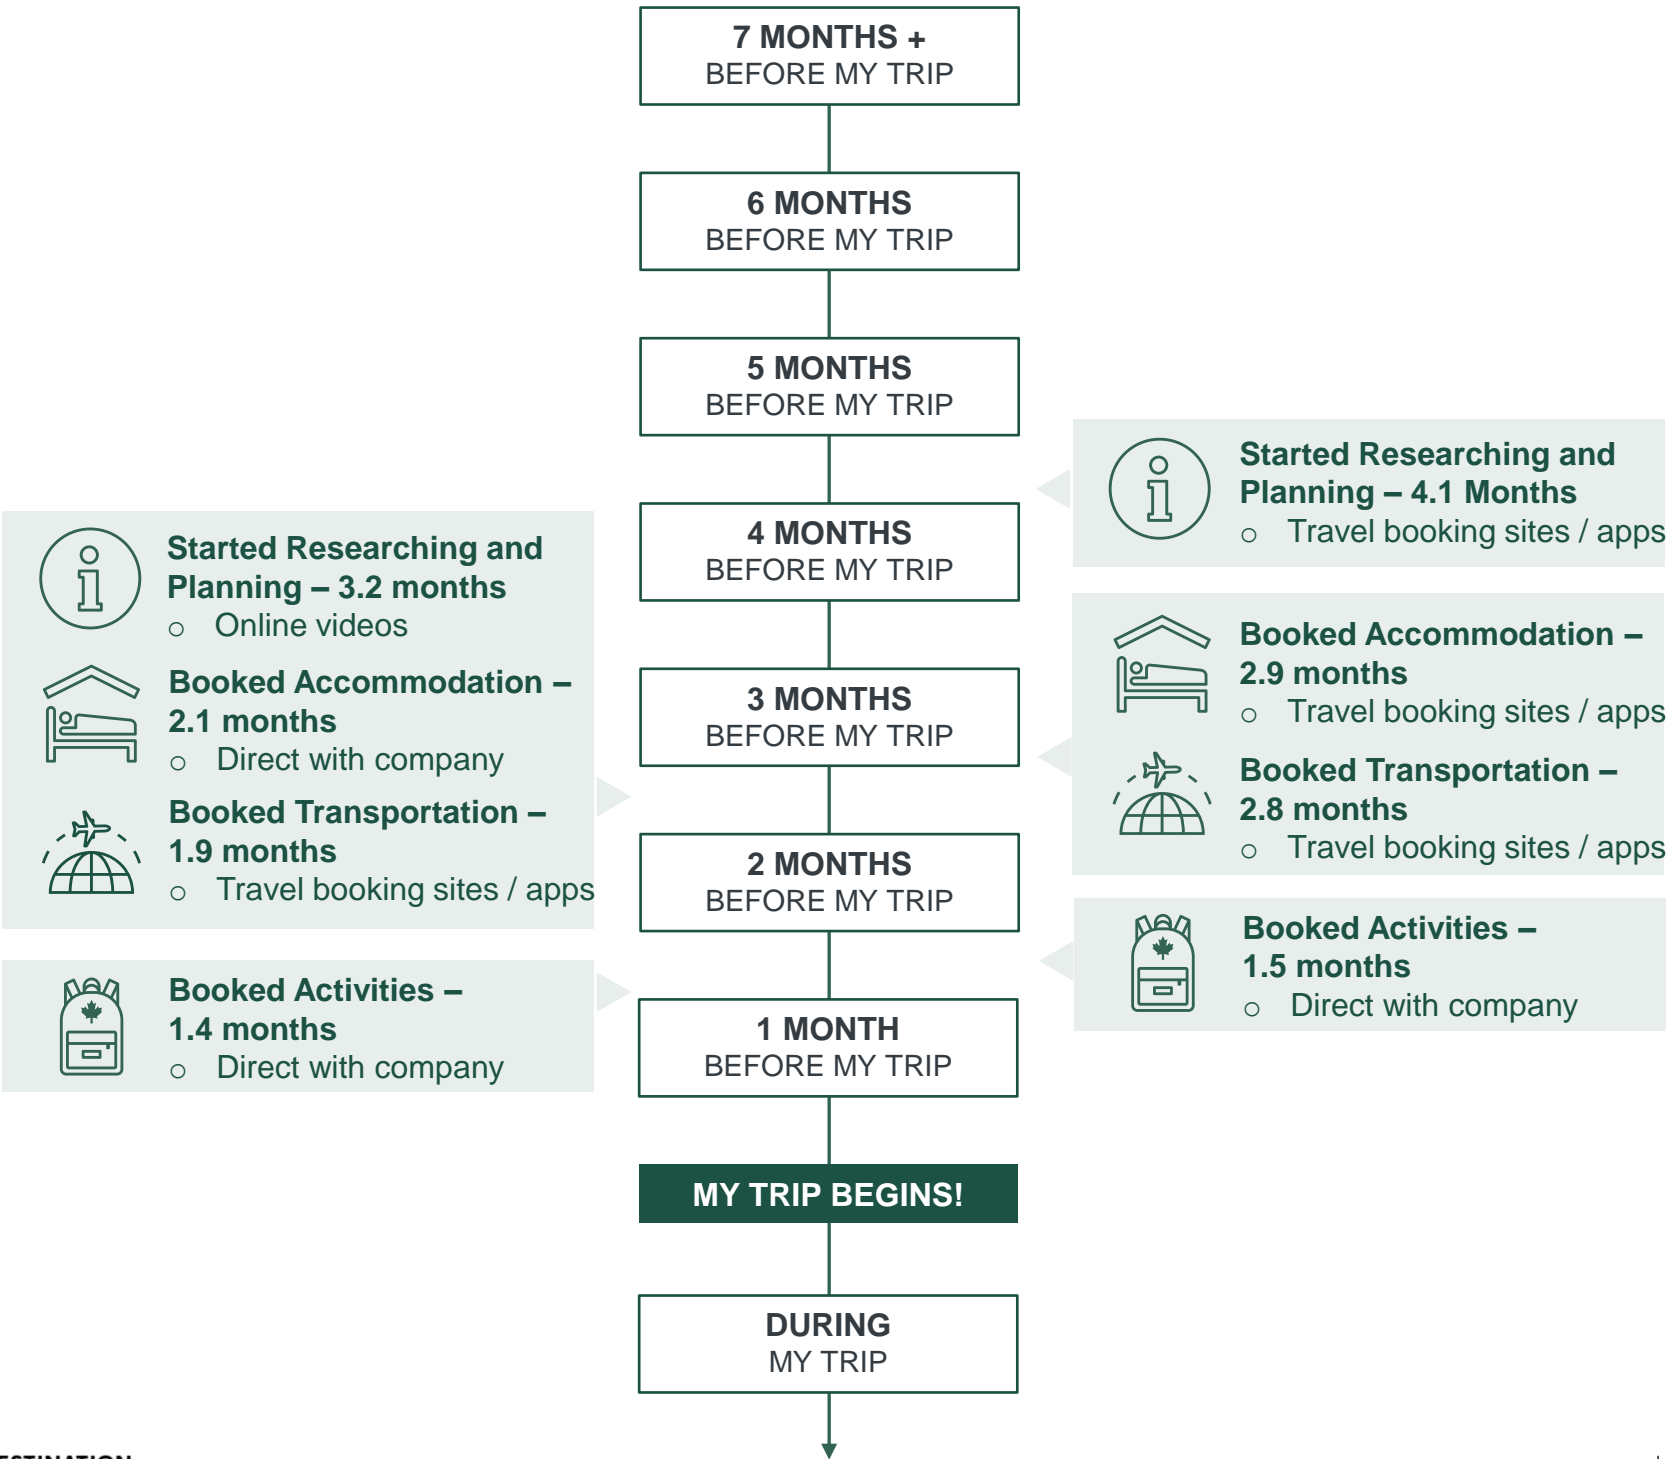 7 MONTHS +
BEFORE MY TRIP
6 MONTHS
BEFORE MY TRIP
5 MONTHS
BEFORE MY TRIP
4 MONTHS
BEFORE MY TRIP
3 MONTHS
BEFORE MY TRIP
2 MONTHS
BEFORE MY TRIP
1 MONTH
BEFORE MY TRIP
MY TRIP BEGINS!
DURING
MY TRIP
Started Researching and
Planning – 3.2 months
○ Online videos
Booked Accommodation –
2.1 months
○ Direct with company
Booked Transportation –
1.9 months
○ Travel booking sites / apps
Booked Activities –
1.4 months
○ Direct with company
Started Researching and
Planning – 4.1 Months
○ Travel booking sites / apps
Booked Accommodation –
2.9 months
○ Travel booking sites / apps
Booked Transportation –
2.8 months
○ Travel booking sites / apps
Booked Activities –
1.5 months
○ Direct with company